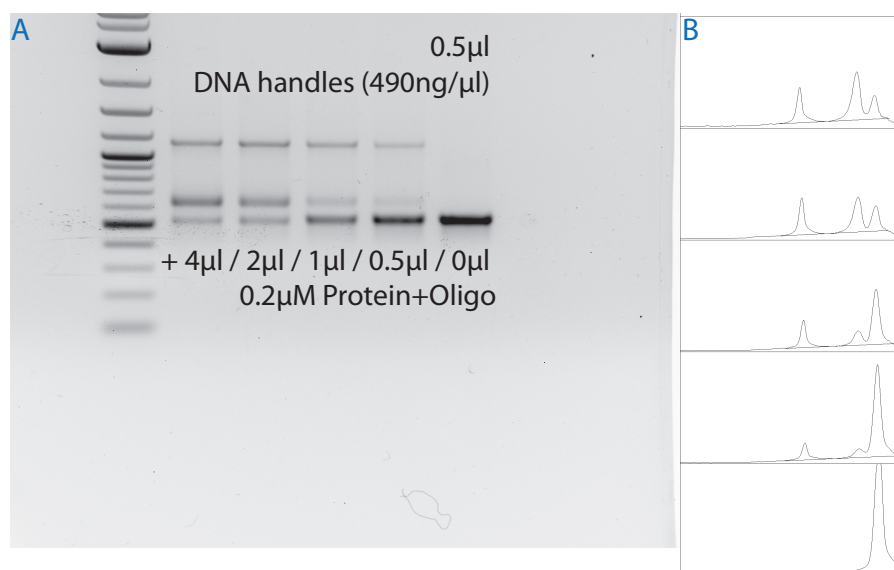 A
B
0.5µl
DNA handles (490ng/µl)
+ 4µl / 2µl / 1µl / 0.5µl / 0µl
0.2µM Protein+Oligo